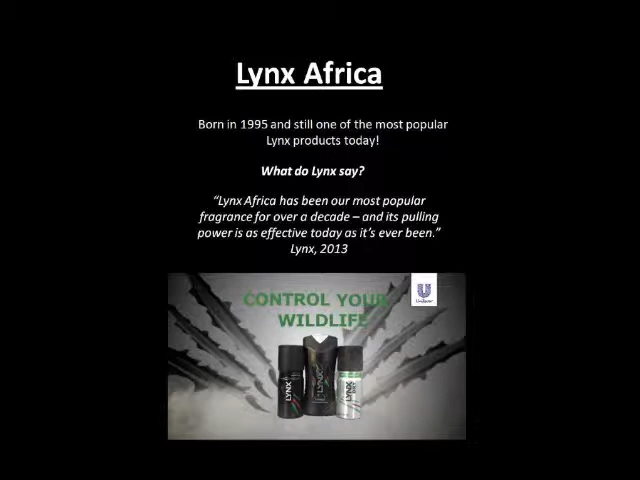 Lynx Africa
Born in 1995 and still one of the most popular
Lynx products today!
What do Lynx say?
“Lynx Africa has been our most popular
fragrance for over a decade – and its pulling
power is as effective today as it’s ever been.”
Lynx, 2013
CONTROL YOUR
WILDLIFE
Unilever
LYNX
LYNX
LYNX
DRY